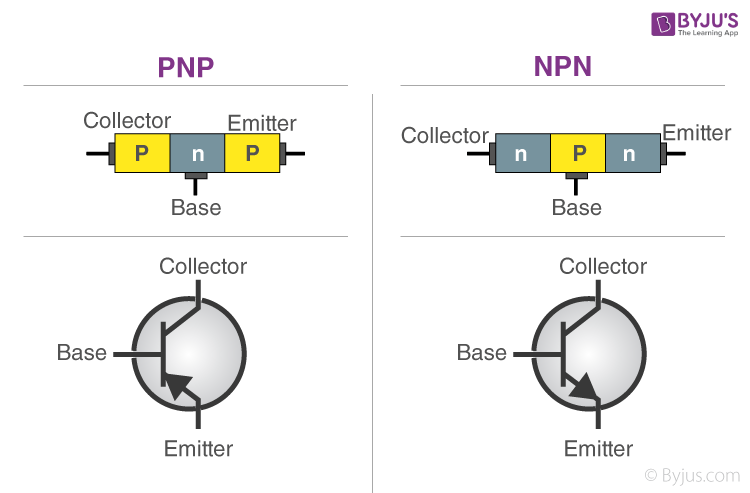 BYJU'S
The Learning App
PNP
NPN
Collector
Emitter
P
n
P
Base
Collector
Emitter
n
P
n
Base
Collector
Base
Emitter
Collector
Base
Emitter
© Byjus.com